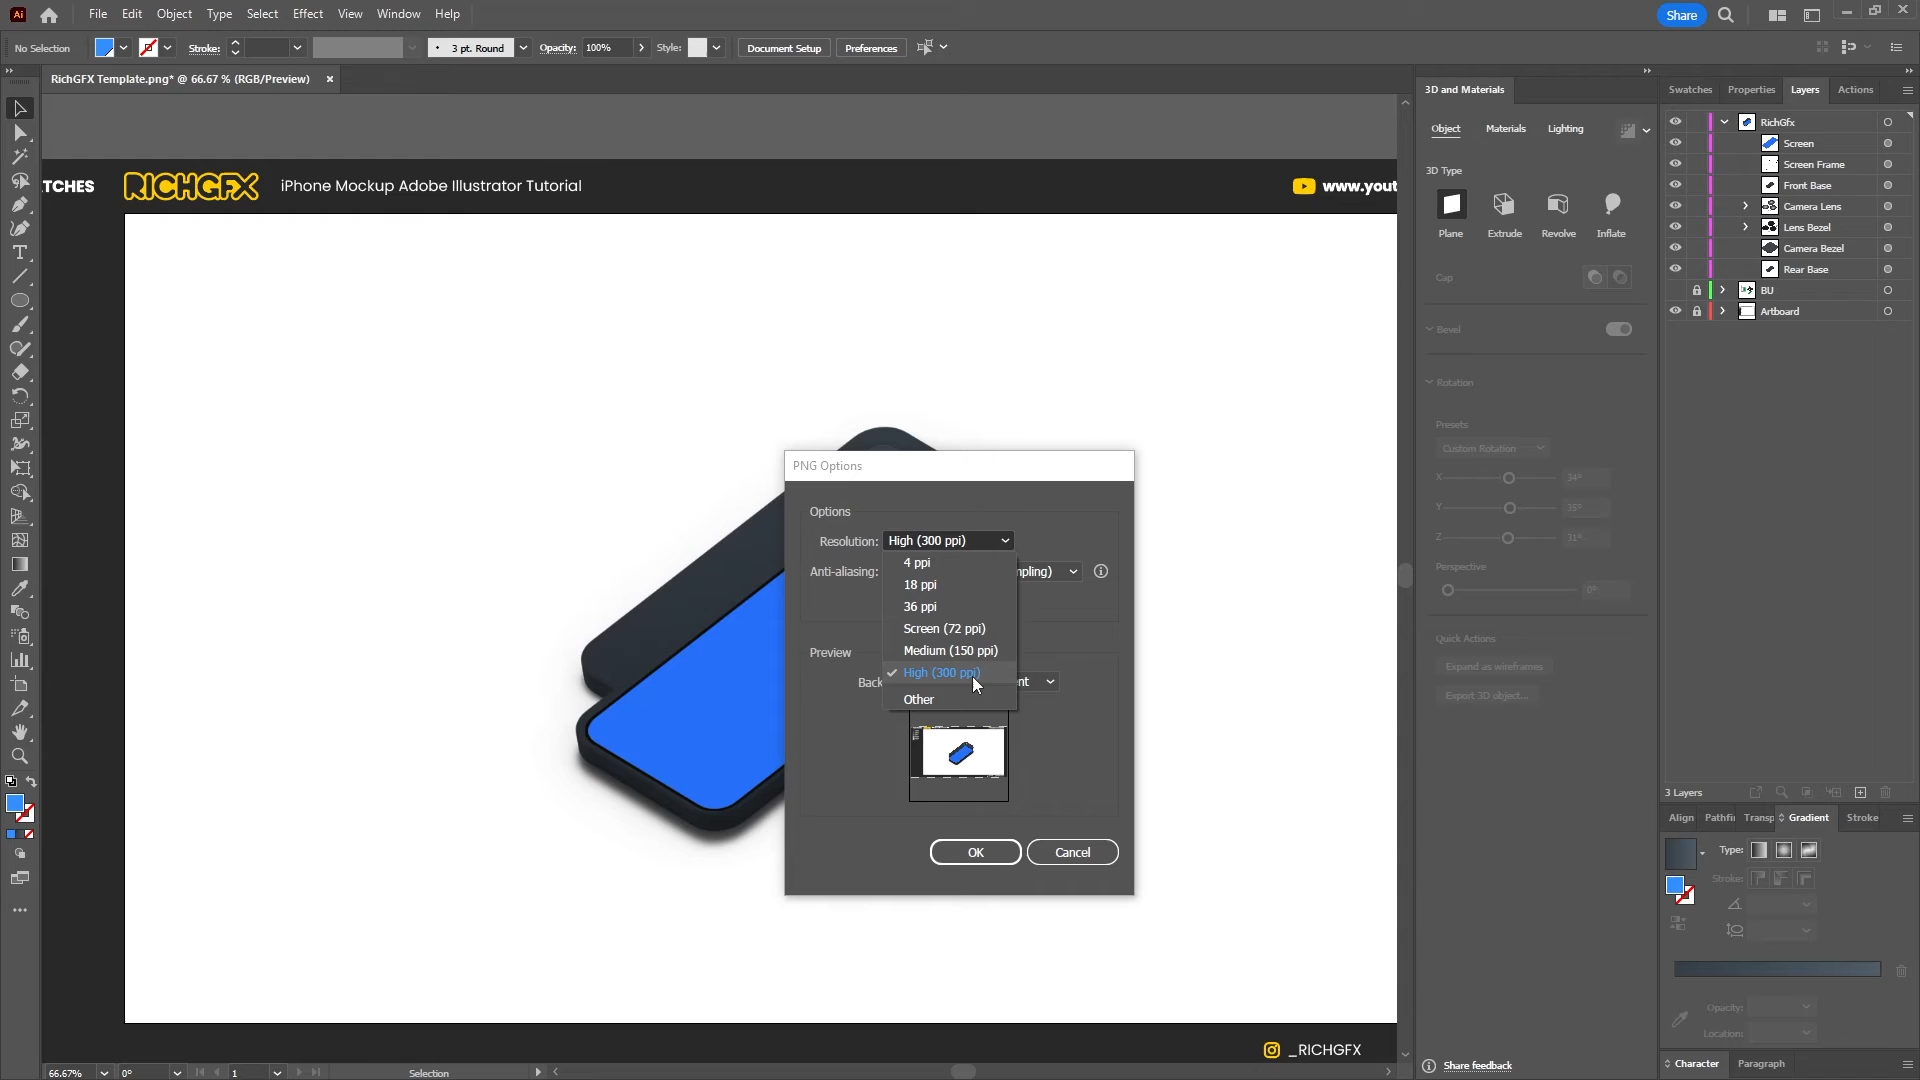 Ai
File Edit Object Type Select Effect View Window Help
Share
No Selection
Stroke:
3 pt. Round
Opacity: 100%
Style:
Document Setup
Preferences
RichGFX Template.png* @ 66.67 % (RGB/Preview)
TCHES
RICHGFX
iPhone Mockup Adobe Illustrator Tutorial
www.yout
PNG Options
Options
Resolution: High (300 ppi)
4 ppi
Anti-aliasing: mpling)
18 ppi
36 ppi
Screen (72 ppi)
Medium (150 ppi)
Preview
High (300 ppi)
Back ent
Other
OK
Cancel
_RICHGFX
66.67%
0°
1
Selection
3D and Materials
Object Materials Lighting
3D Type
Plane Extrude Revolve Inflate
Cap
Bevel
Rotation
Presets
Custom Rotation
X 34°
Y 35°
Z 31°
Perspective
0°
Quick Actions
Expand as wireframes
Export 3D object...
Share feedback
Swatches Properties Layers Actions
RichGfx
Screen
Screen Frame
Front Base
Camera Lens
Lens Bezel
Camera Bezel
Rear Base
BU
Artboard
3 Layers
Align Pathfi Transp Gradient Stroke
Type:
Stroke:
Opacity:
Location:
Character Paragraph